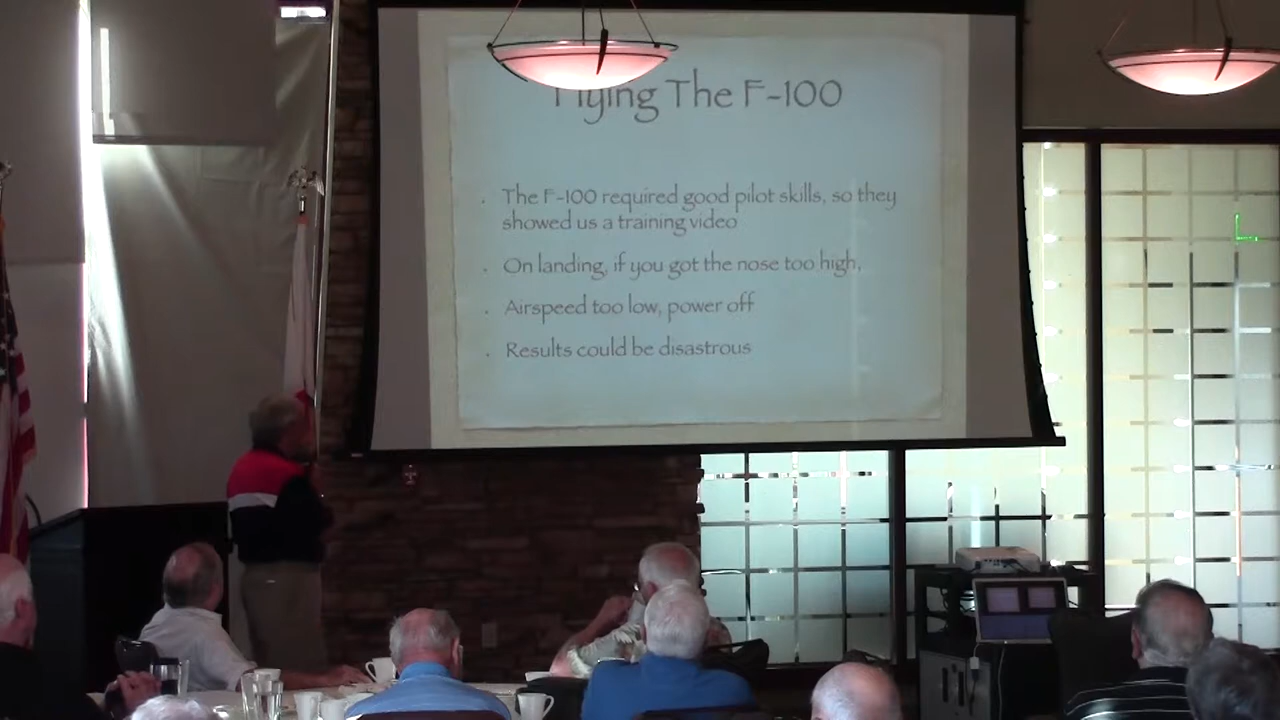 Flying The F-100
The F-100 required good pilot skills, so they
showed us a training video
On landing, if you got the nose too high,
Airspeed too low, power off
Results could be disastrous